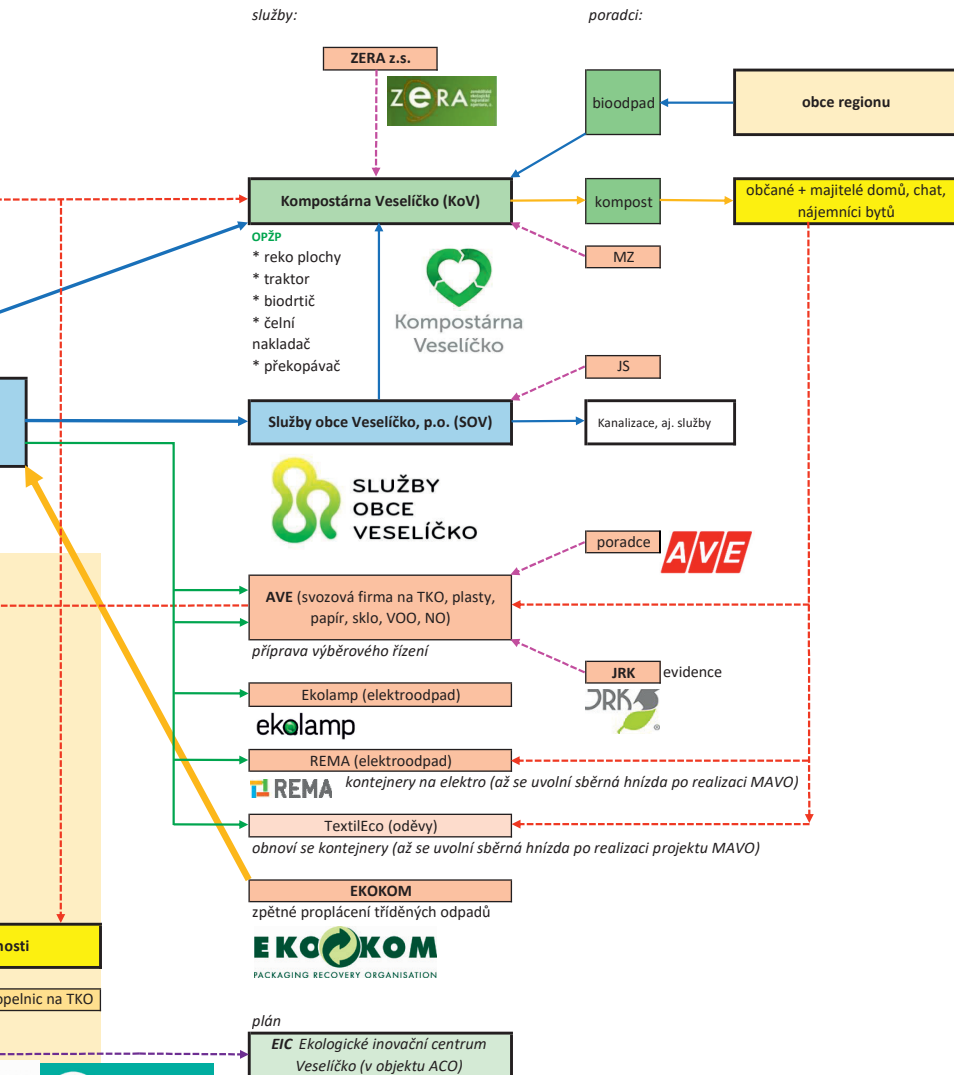 služby:
poradci:
ZERA z.s.
ZeRA
bioodpad
obce regionu
Kompostárna Veselíčko (KoV)
kompost
občané + majitelé domů, chat,
nájemníci bytů
OPŽP
* reko plochy
* traktor
* biodrtič
* čelní
nakladač
* překopávač
Kompostárna
Veselíčko
MZ
JS
Služby obce Veselíčko, p.o. (SOV)
Kanalizace, aj. služby
SLUŽBY
OBCE
VESELÍČKO
poradce
AVE
AVE (svozová firma na TKO, plasty,
papír, sklo, VOO, NO)
příprava výběrového řízení
JRK evidence
JRK
®
Ekolamp (elektroodpad)
ekolamp
REMA (elektroodpad)
REMA
kontejnery na elektro (až se uvolní sběrná hnízda po realizaci MAVO)
TextilEco (oděvy)
obnoví se kontejnery (až se uvolní sběrná hnízda po realizaci projektu MAVO)
EKOKOM
zpětné proplácení tříděných odpadů
EKO KOM
PACKAGING RECOVERY ORGANISATION
nosti
opelnic na TKO
plán
EIC Ekologické inovační centrum
Veselíčko (v objektu ACO)